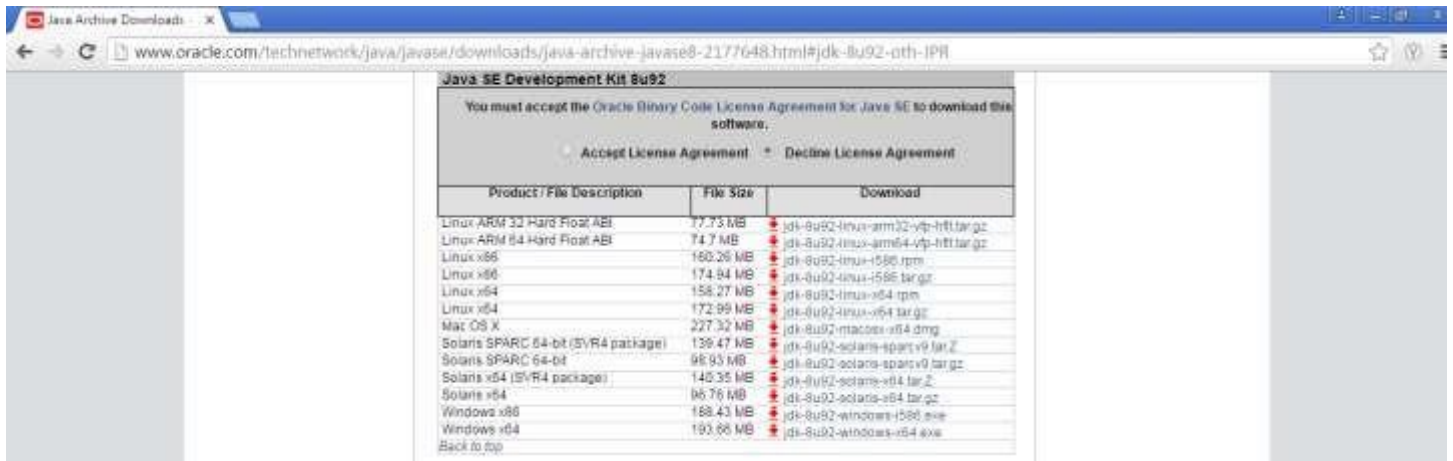 Java Archive Downloads
www.oracle.com/technetwork/java/javase/downloads/java-archive-javase8-2177648.html#jdk-8u92-oth-JPR
Java SE Development Kit 8u92
You must accept the Oracle Binary Code License Agreement for Java SE to download this
software.
Accept License Agreement Decline License Agreement
Product / File Description File Size Download
Linux ARM 32 Hard Float ABI 77.73 MB jdk-8u92-linux-arm32-vfp-hflt.tar.gz
Linux ARM 64 Hard Float ABI 74.7 MB jdk-8u92-linux-arm64-vfp-hflt.tar.gz
Linux x86 160.26 MB jdk-8u92-linux-i586.rpm
Linux x86 174.94 MB jdk-8u92-linux-i586.tar.gz
Linux x64 158.27 MB jdk-8u92-linux-x64.rpm
Linux x64 172.99 MB jdk-8u92-linux-x64.tar.gz
Mac OS X 227.32 MB jdk-8u92-macosx-x64.dmg
Solaris SPARC 64-bit (SVR4 package) 139.47 MB jdk-8u92-solaris-sparcv9.tar.Z
Solaris SPARC 64-bit 98.93 MB jdk-8u92-solaris-sparcv9.tar.gz
Solaris x64 (SVR4 package) 140.35 MB jdk-8u92-solaris-x64.tar.Z
Solaris x64 96.76 MB jdk-8u92-solaris-x64.tar.gz
Windows x86 188.43 MB jdk-8u92-windows-i586.exe
Windows x64 193.66 MB jdk-8u92-windows-x64.exe
Back to top